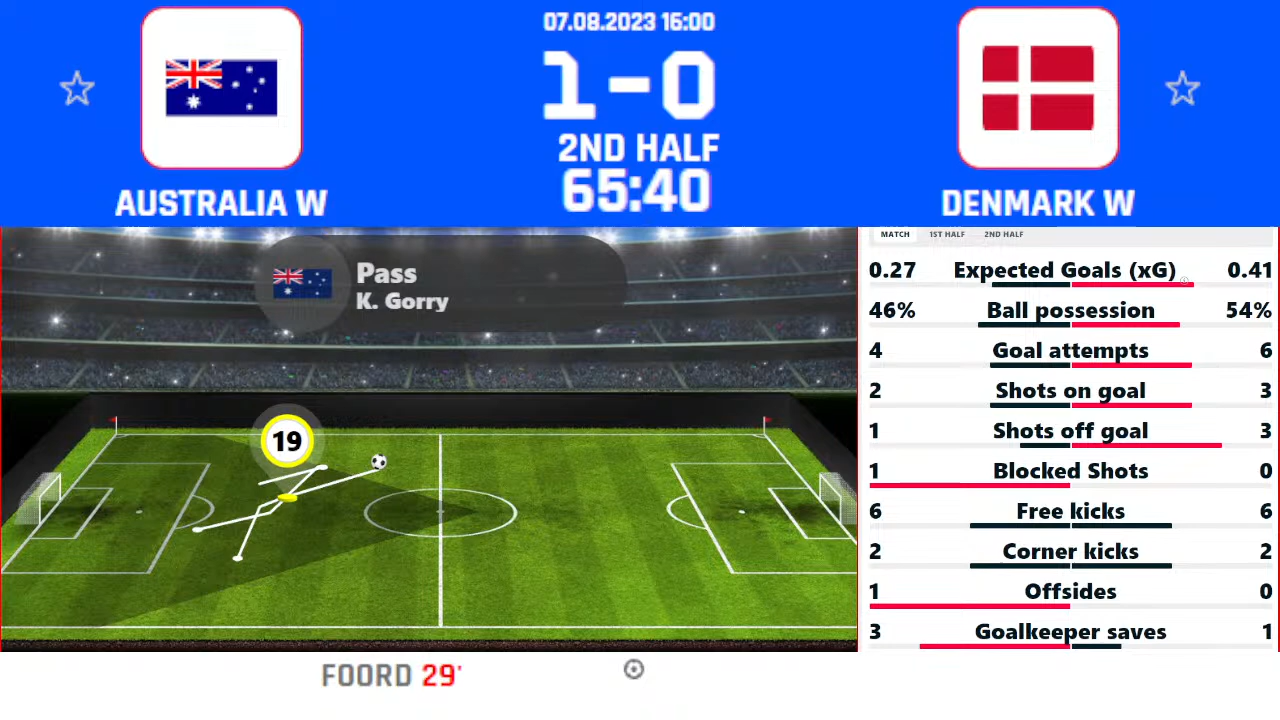 07.08.2023 16:00
1-0
2ND HALF
65:40
AUSTRALIA W
DENMARK W
Pass
K. Gorry
19
MATCH 1ST HALF 2ND HALF
0.27 Expected Goals (xG) 0.41
46% Ball possession 54%
4 Goal attempts 6
2 Shots on goal 3
1 Shots off goal 3
1 Blocked Shots 0
6 Free kicks 6
2 Corner kicks 2
1 Offsides 0
3 Goalkeeper saves 1
FOORD 29'